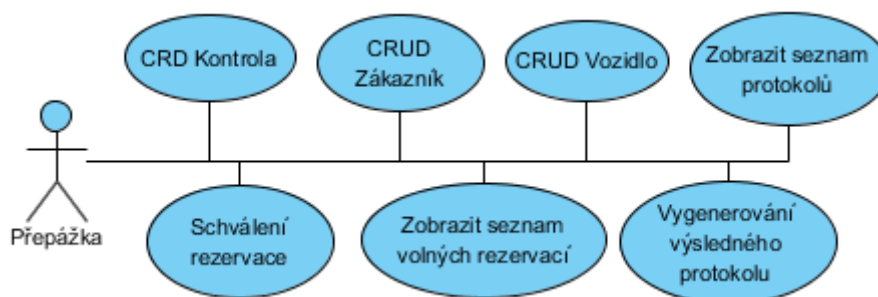 CRD Kontrola
CRUD
Zákazník
CRUD Vozidlo
Zobrazit seznam
protokolů
Přepážka
Schválení
rezervace
Zobrazit seznam
volných rezervací
Vygenerování
výsledného
protokolu